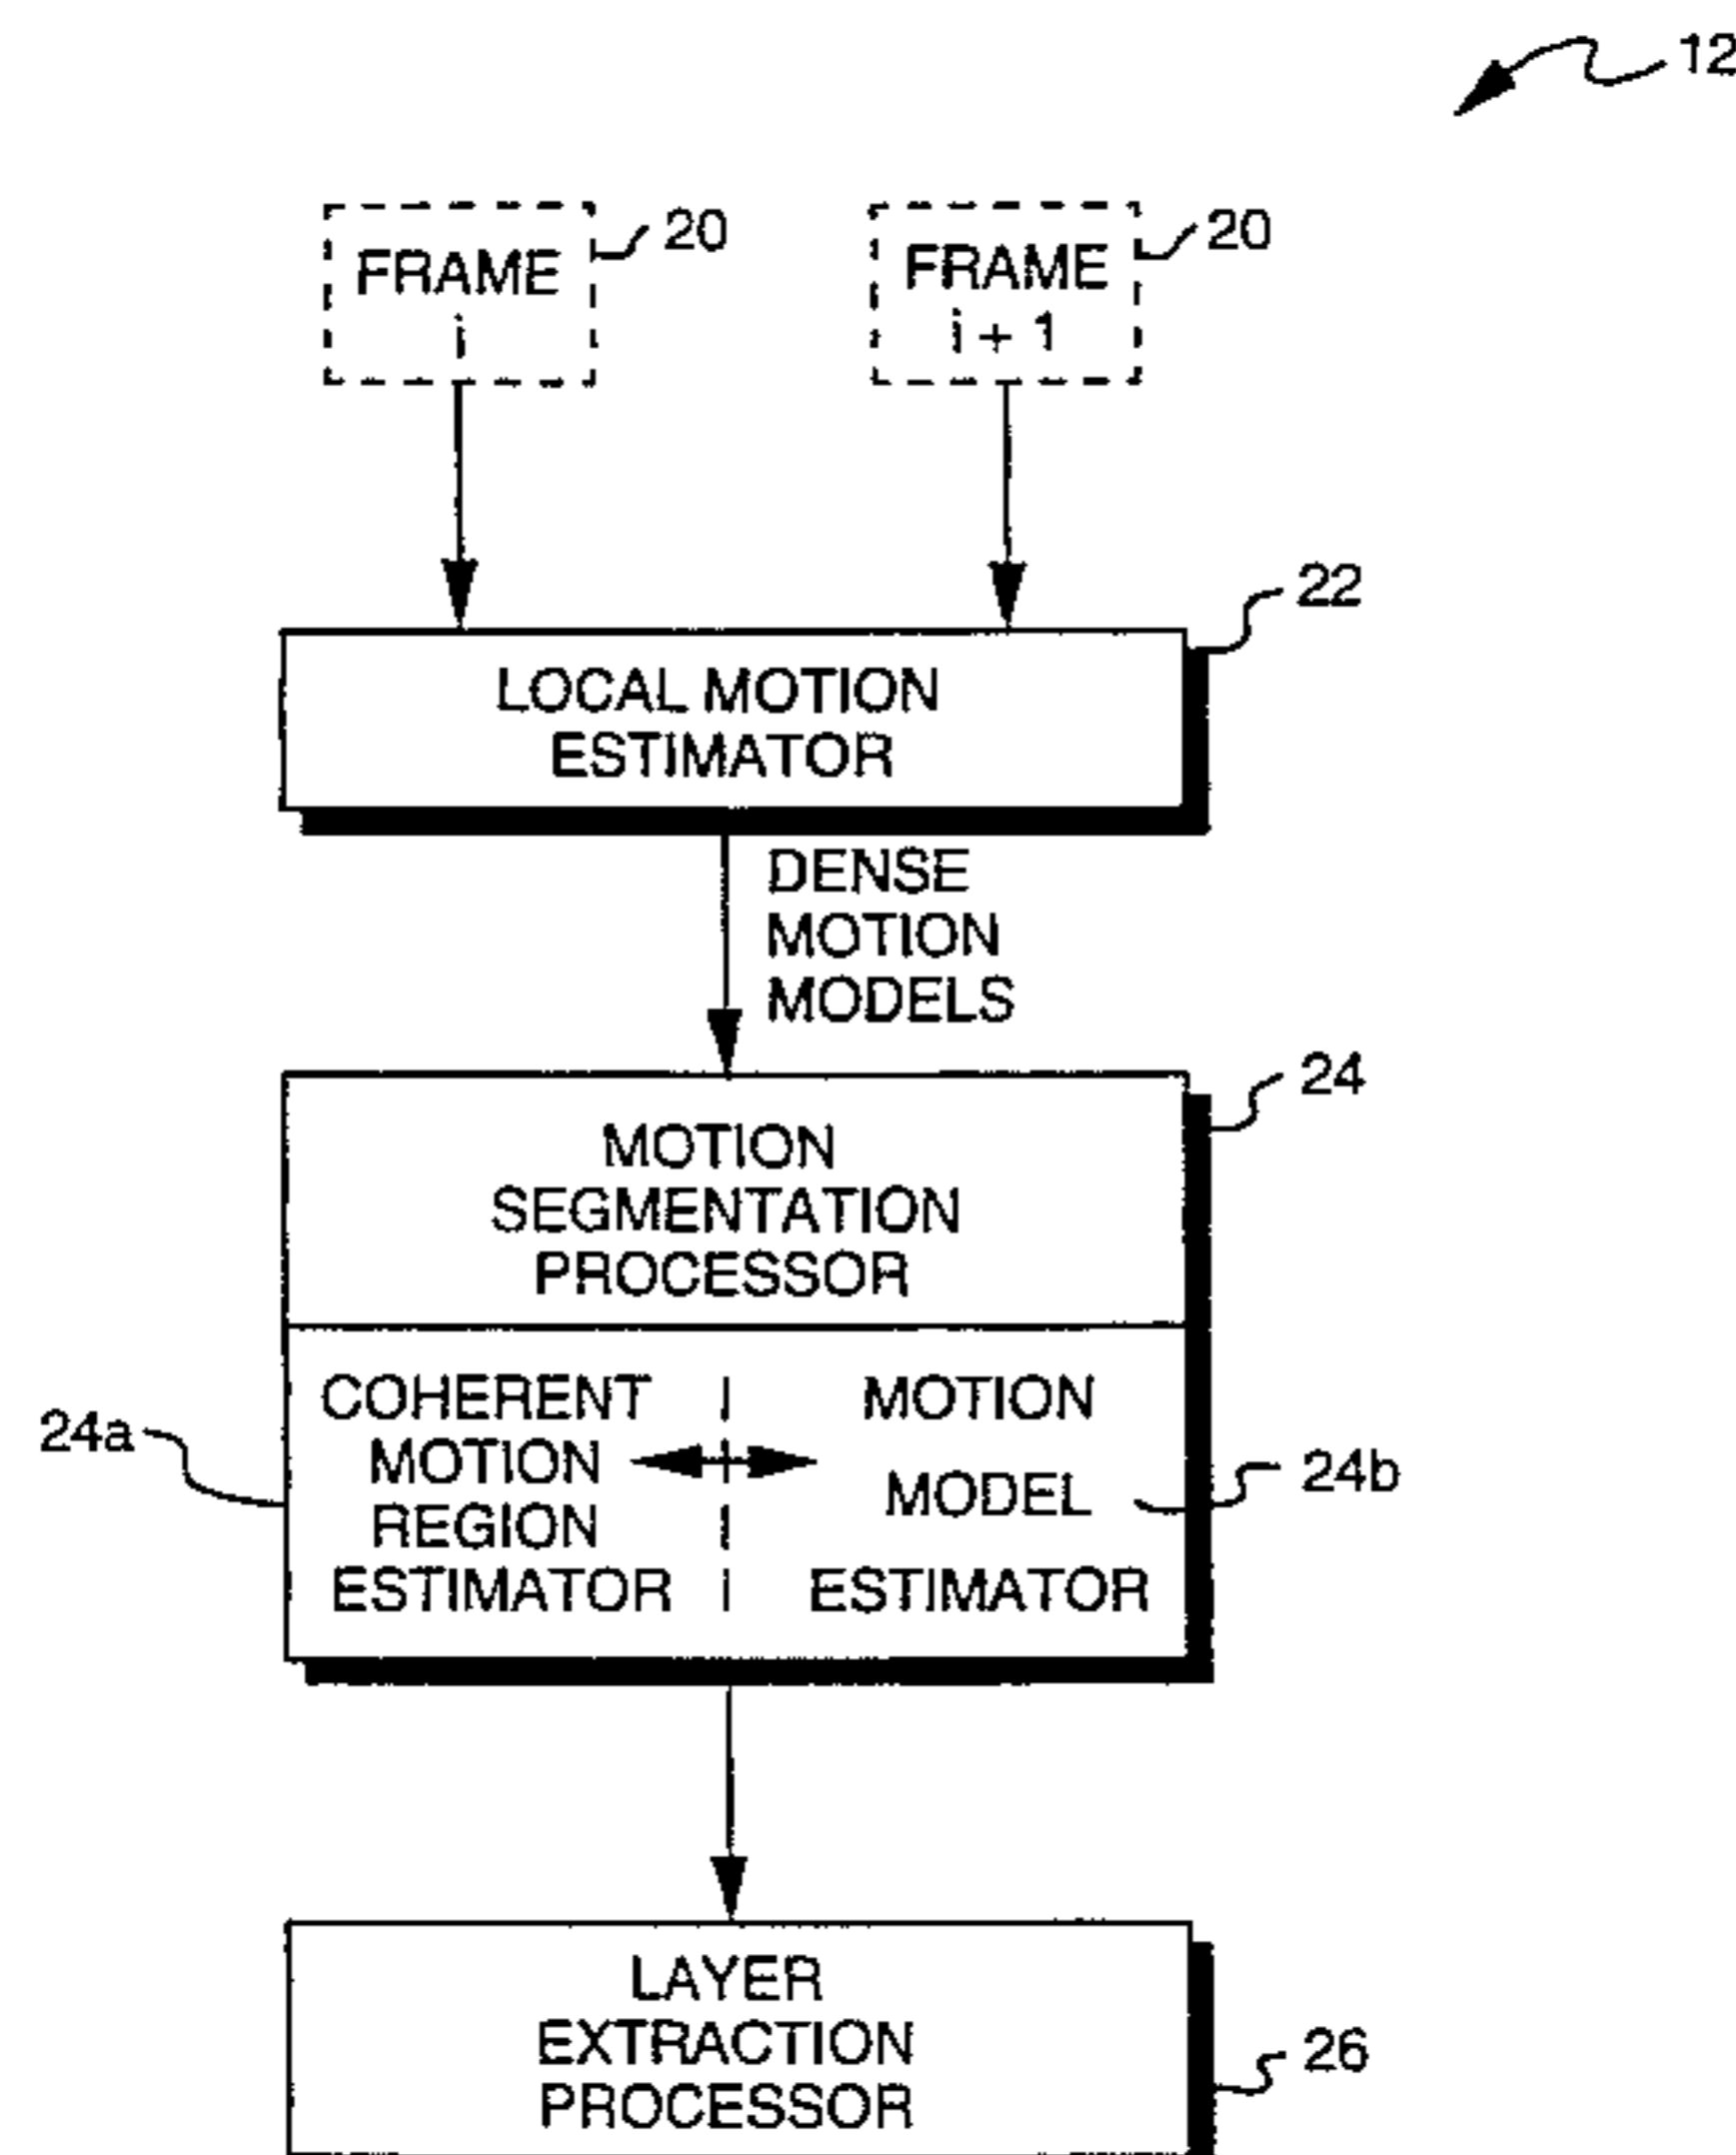 12
FRAME
i
20
FRAME
i + 1
20
22
LOCAL MOTION
ESTIMATOR
DENSE
MOTION
MODELS
24
MOTION
SEGMENTATION
PROCESSOR
24a
COHERENT
MOTION
REGION
ESTIMATOR
MOTION
MODEL
ESTIMATOR
24b
LAYER
EXTRACTION
PROCESSOR
26